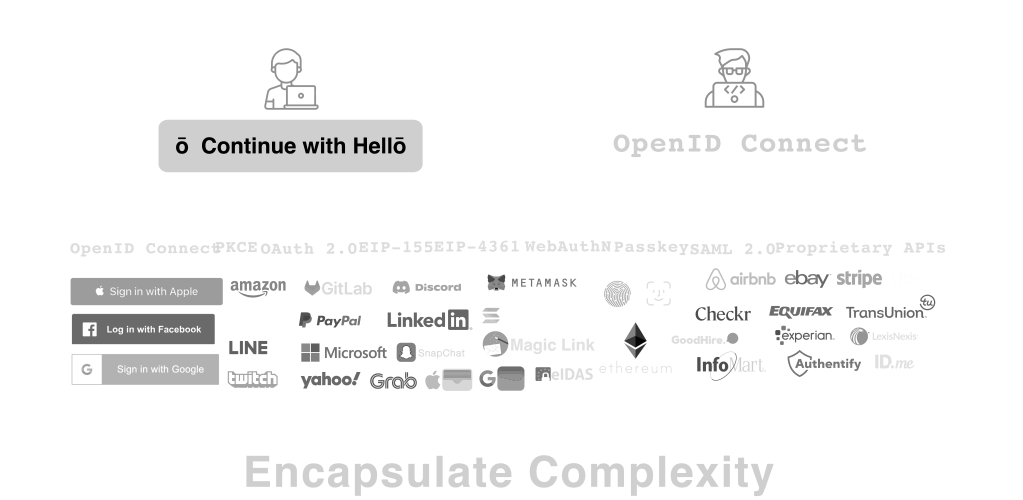 ō Continue with Hellō
OpenID Connect
OpenID Connect PKCE OAuth 2.0 EIP-155 EIP-4361 WebAuthN Passkey SAML 2.0 Proprietary APIs
Sign in with Apple
amazon
GitLab
Discord
METAMASK
airbnb
ebay
stripe
Log in with Facebook
PayPal
LinkedIn
Checkr
EQUIFAX
TransUnion
tu
LINE
Microsoft
SnapChat
Magic Link
GoodHire.
experian.
LexisNexis
G Sign in with Google
twitch
yahoo!
Grab
G
eIDAS
ethereum
InfoMart.
Authentify
ID.me
Encapsulate Complexity